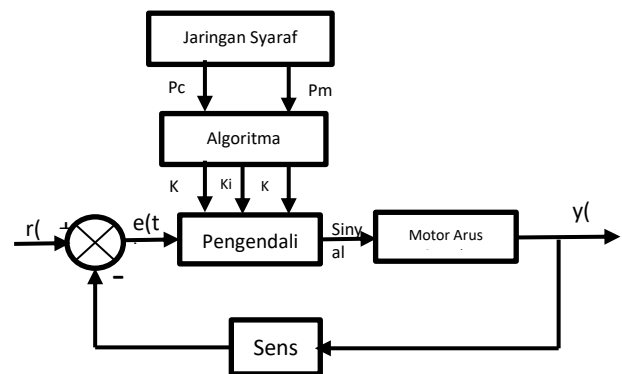 Jaringan Syaraf
Pc
Pm
Algoritma
K
Ki
K
r(
+
e(t
Pengendali
Siny
al
Motor Arus
y(
-
Sens